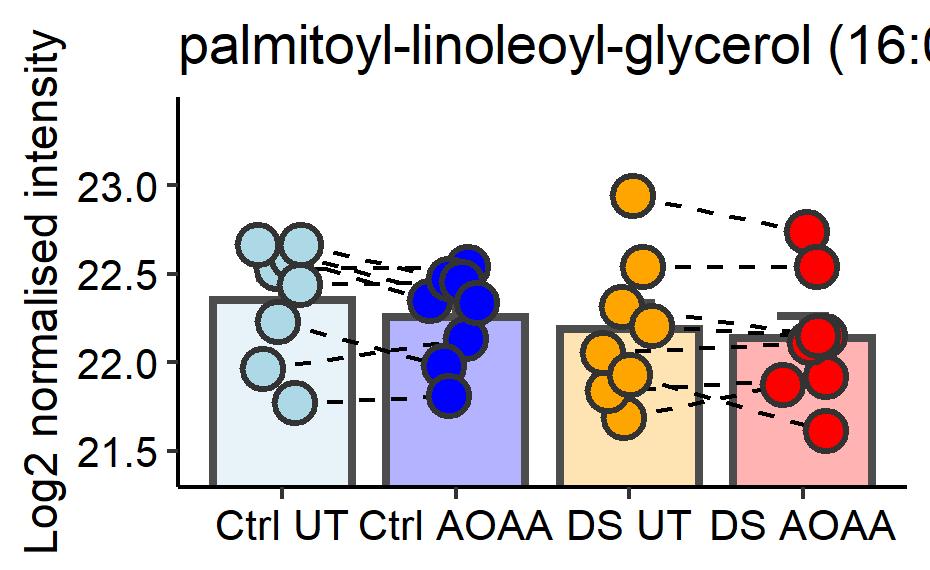 palmitoyl-linoleoyl-glycerol (16:0
Log2 normalised intensity
23.0
22.5
22.0
21.5
Ctrl UT Ctrl AOAA DS UT DS AOAA